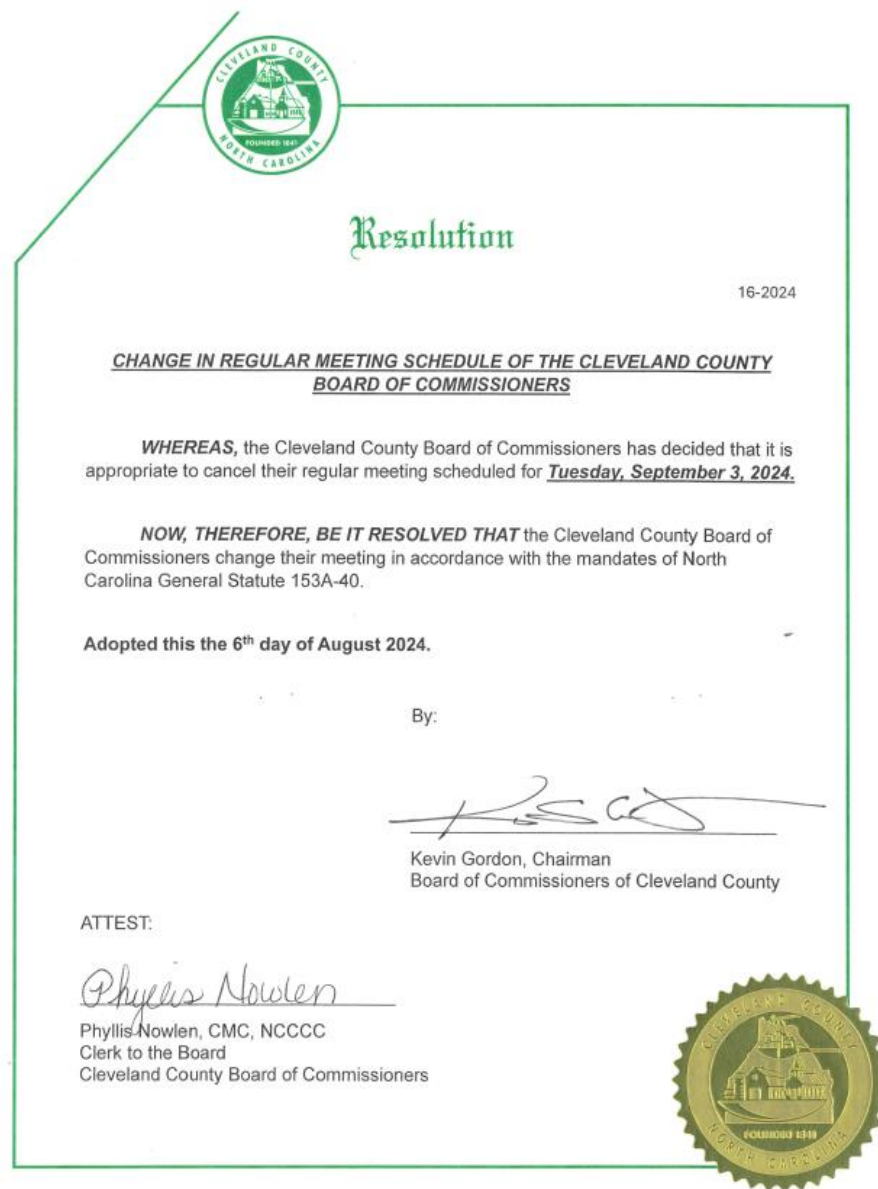 CLEVELAND COUNTY
FOUNDED 1841
NORTH CAROLINA
Resolution
16-2024
CHANGE IN REGULAR MEETING SCHEDULE OF THE CLEVELAND COUNTY
BOARD OF COMMISSIONERS
WHEREAS, the Cleveland County Board of Commissioners has decided that it is
appropriate to cancel their regular meeting scheduled for Tuesday, September 3, 2024.
NOW, THEREFORE, BE IT RESOLVED THAT the Cleveland County Board of
Commissioners change their meeting in accordance with the mandates of North
Carolina General Statute 153A-40.
Adopted this the 6th day of August 2024.
By:
Kevin Gordon, Chairman
Board of Commissioners of Cleveland County
ATTEST:
Phyllis Nowlen
Phyllis Nowlen, CMC, NCCCC
Clerk to the Board
Cleveland County Board of Commissioners
CLEVELAND COUNTY
FOUNDED 1841
NORTH CAROLINA